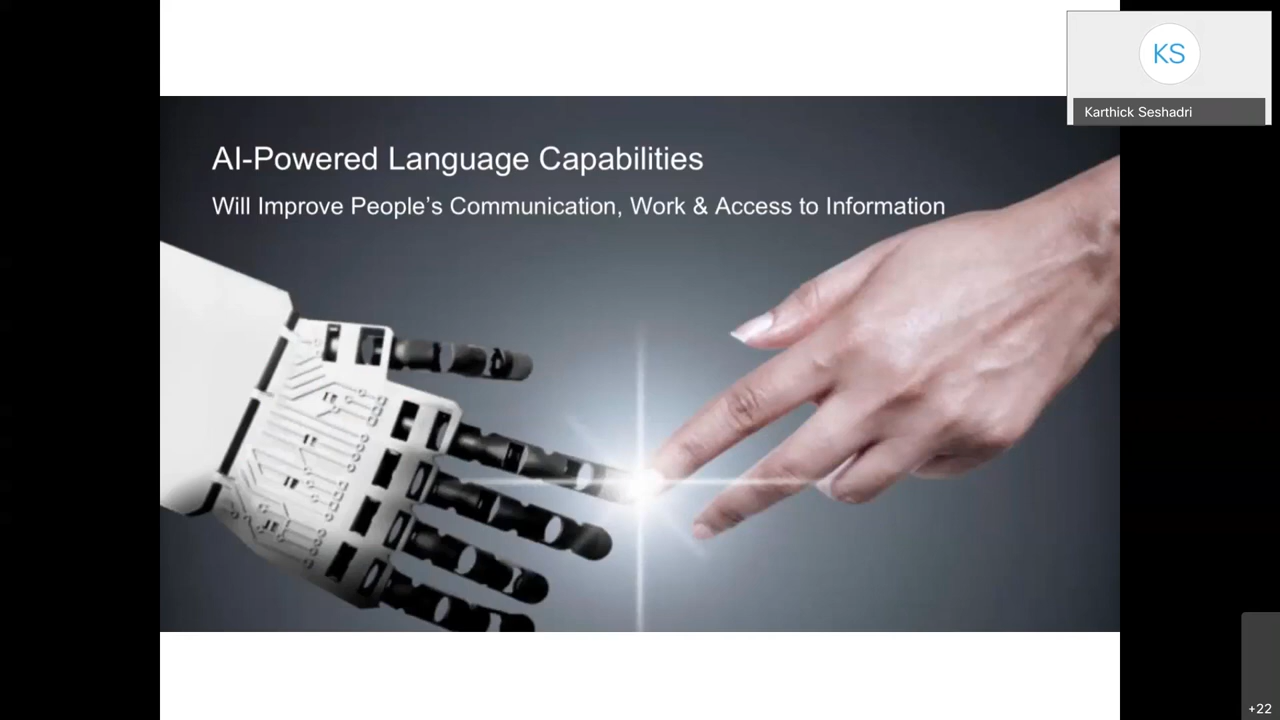 AI-Powered Language Capabilities
Will Improve People's Communication, Work & Access to Information
KS
Karthick Seshadri
+22